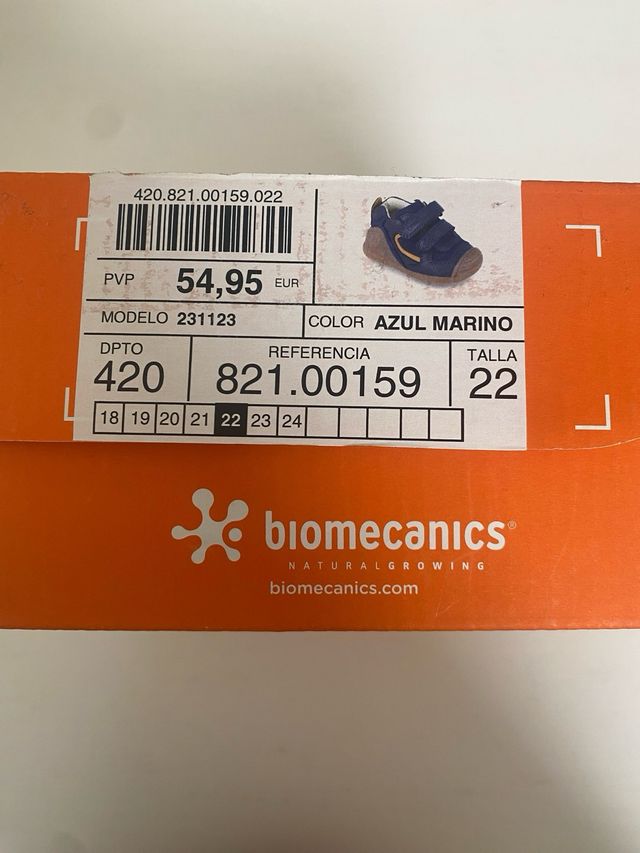 420.821.00159.022
PVP 54,95 EUR
MODELO 231123
COLOR AZUL MARINO
DPTO
420
REFERENCIA
821.00159
TALLA
22
18 19 20 21 22 23 24
biomecanics®
NATURALGROWING
biomecanics.com